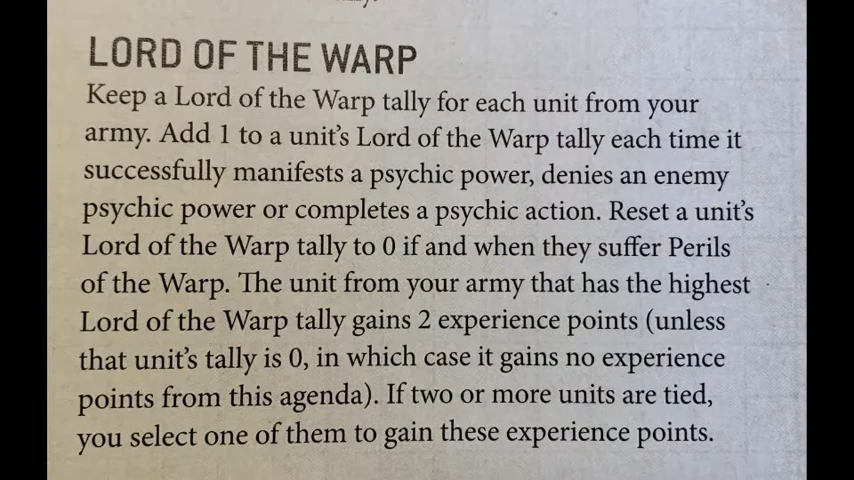 LORD OF THE WARP
Keep a Lord of the Warp tally for each unit from your
army. Add 1 to a unit's Lord of the Warp tally each time it
successfully manifests a psychic power, denies an enemy
psychic power or completes a psychic action. Reset a unit's
Lord of the Warp tally to 0 if and when they suffer Perils
of the Warp. The unit from your army that has the highest
Lord of the Warp tally gains 2 experience points (unless
that unit's tally is 0, in which case it gains no experience
points from this agenda). If two or more units are tied,
you select one of them to gain these experience points.